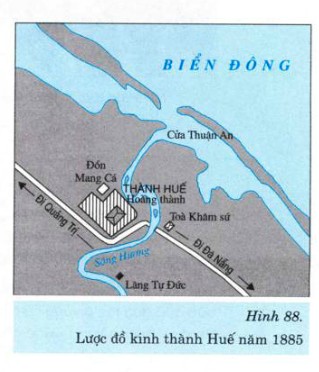 BIỂN ĐÔNG
Cửa Thuận An
Đồn
Mang Cá
THÀNH HUẾ
Hoàng thành
Toà Khâm sứ
Đi Quảng Trị
Đi Đà Nẵng
Sông Hương
Lăng Tự Đức
Hình 88.
Lược đồ kinh thành Huế năm 1885